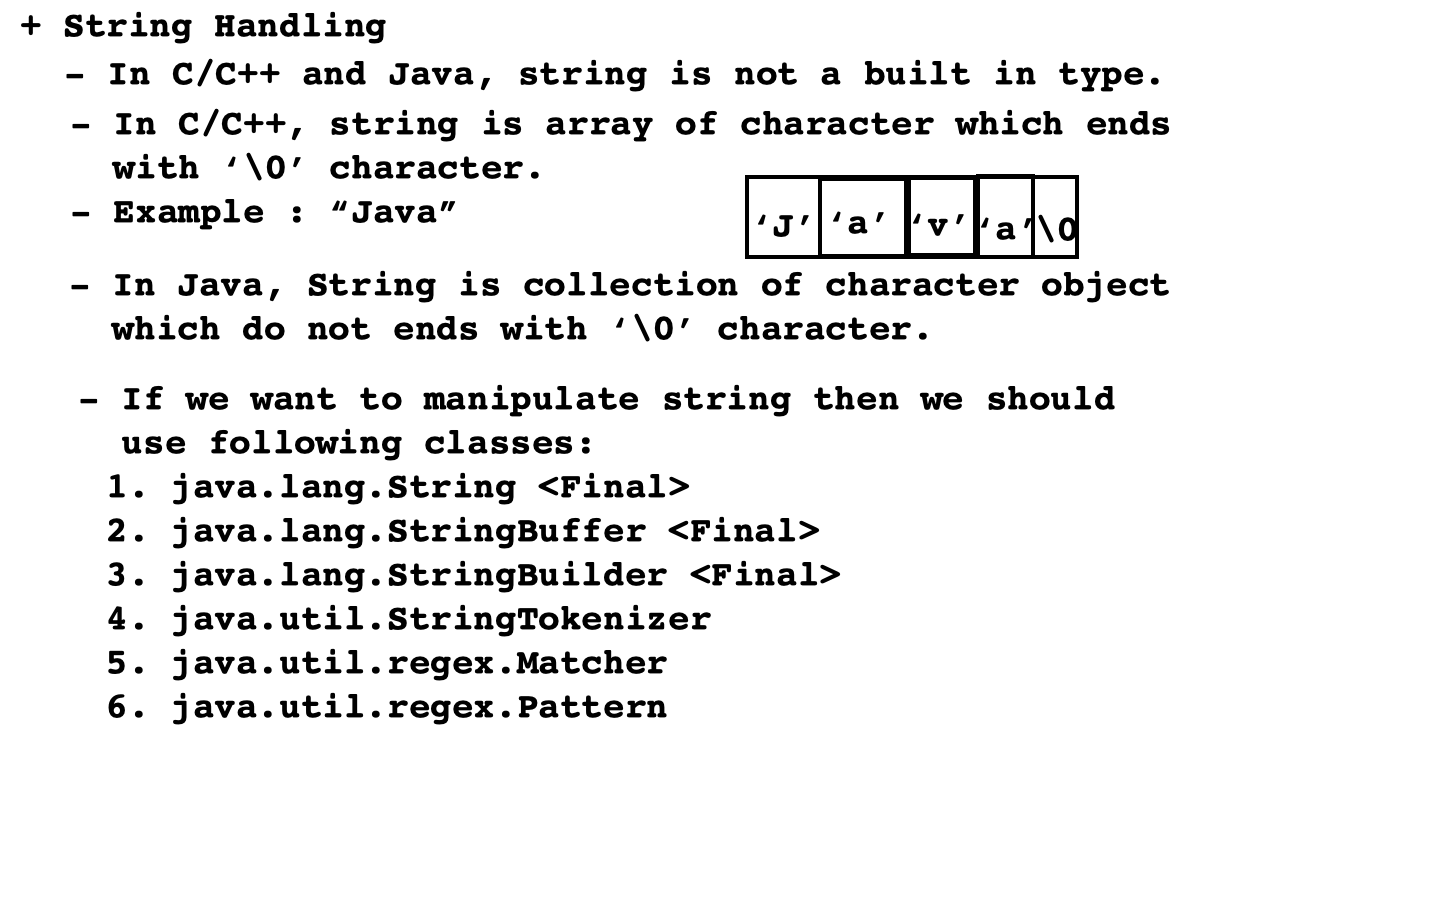 + String Handling
– In C/C++ and Java, string is not a built in type.
– In C/C++, string is array of character which ends
with ‘\0’ character.
– Example : “Java”
‘J’ ‘a’ ‘v’ ‘a’ \0
– In Java, String is collection of character object
which do not ends with ‘\0’ character.
– If we want to manipulate string then we should
use following classes:
1. java.lang.String <Final>
2. java.lang.StringBuffer <Final>
3. java.lang.StringBuilder <Final>
4. java.util.StringTokenizer
5. java.util.regex.Matcher
6. java.util.regex.Pattern